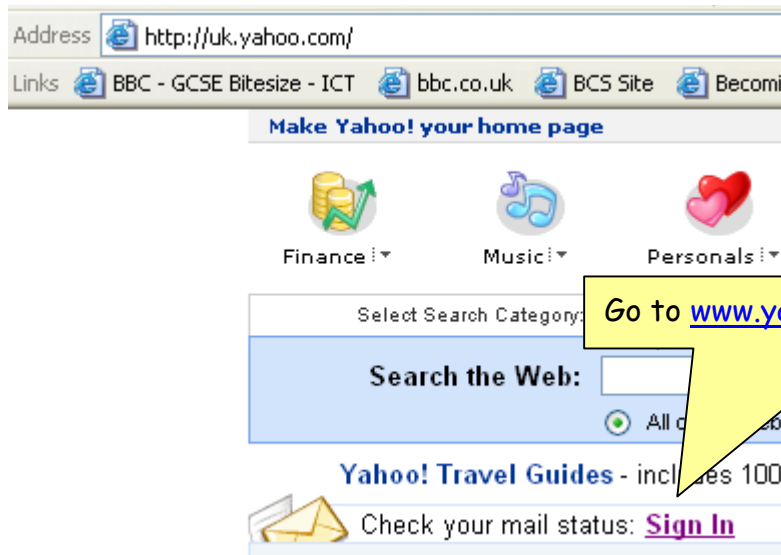 Address http://uk.yahoo.com/
Links BBC - GCSE Bitesize - ICT bbc.co.uk BCS Site
Make Yahoo! your home page
Finance Music Personals
Select Search Category:
Go to
Search the Web:
All
Yahoo! Travel Guides - 100
Check your mail status: Sign In